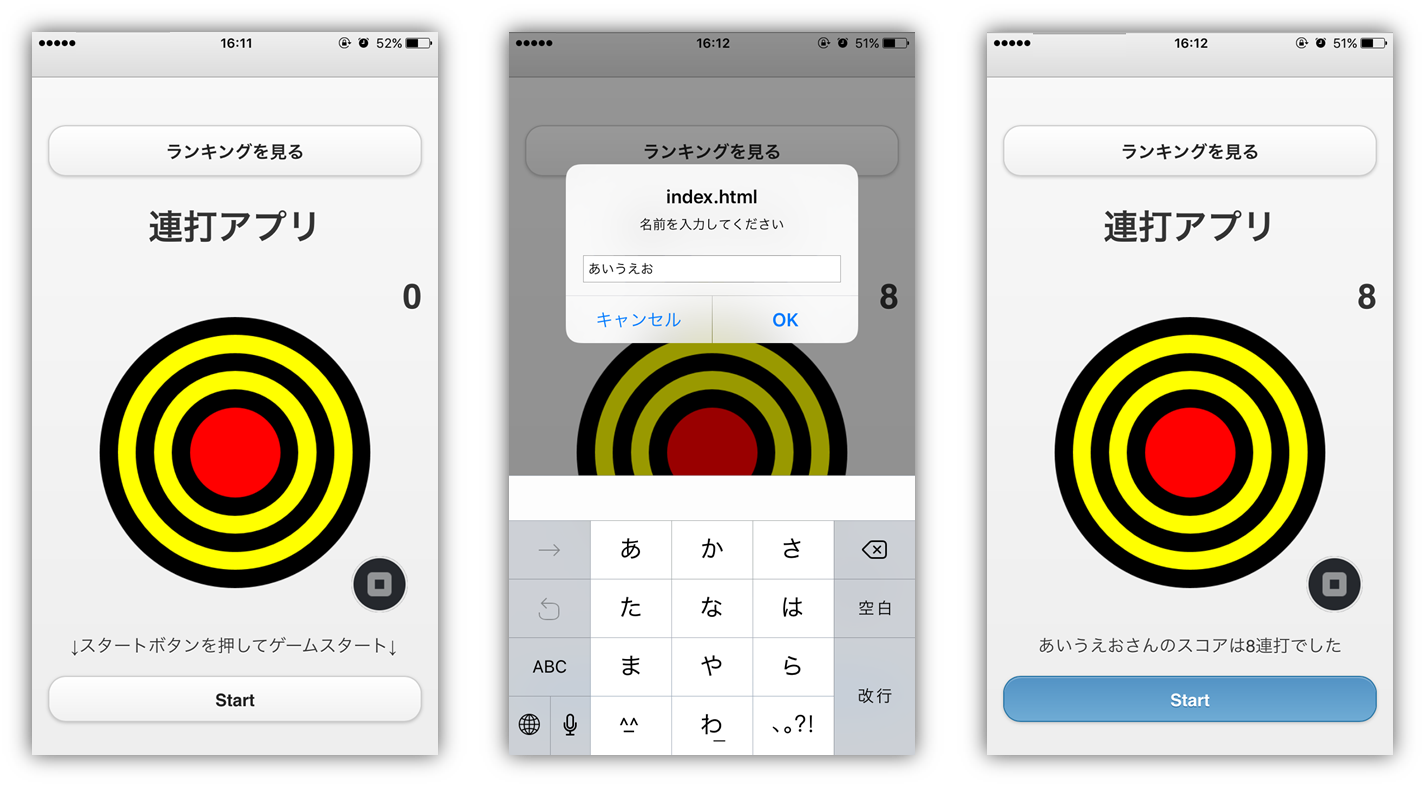 16:11
52%
ランキングを見る
連打アプリ
0
↓スタートボタンを押してゲームスタート↓
Start
16:12
51%
ランキングを見る
index.html
名前を入力してください
あいうえお
キャンセル
OK
8
→
あ
か
さ
た
な
は
空白
ABC
ま
や
ら
改行
^_^
わ_
、。?!
16:12
51%
ランキングを見る
連打アプリ
8
あいうえおさんのスコアは8連打でした
Start